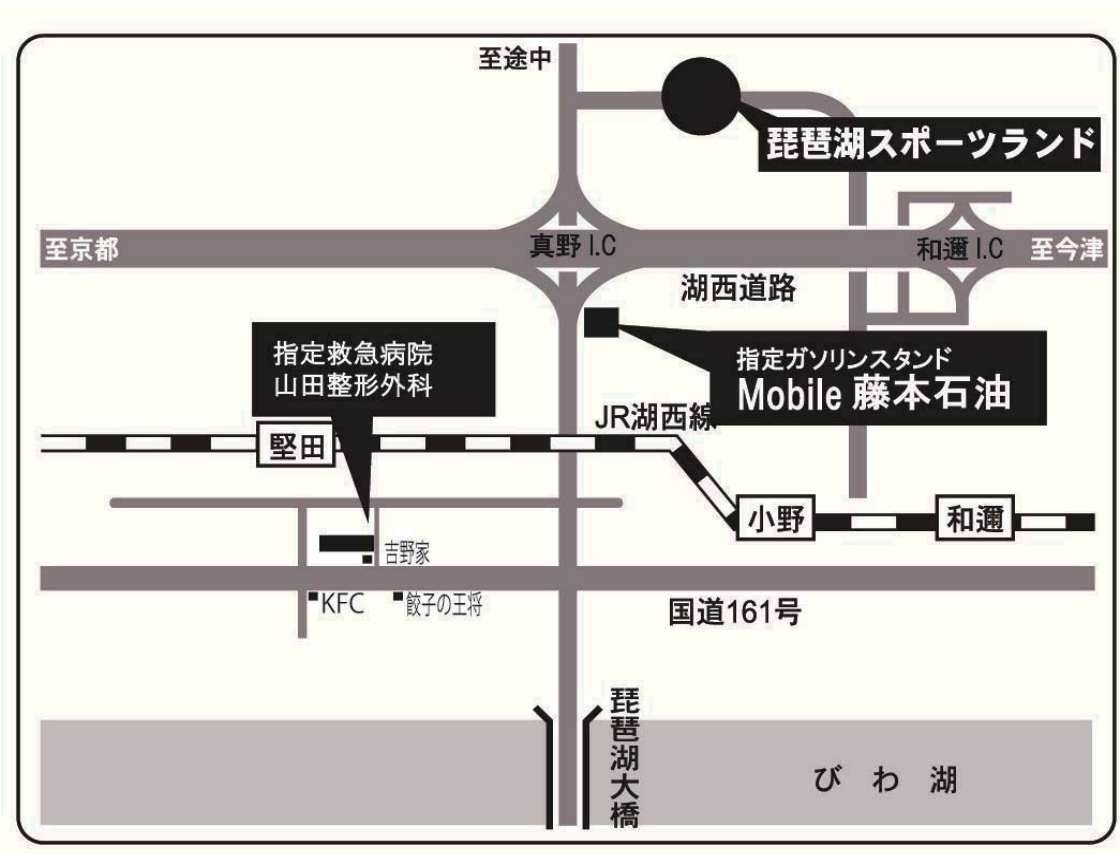 至途中
琵琶湖スポーツランド
至京都
真野 I.C
和邇 I.C
至今津
湖西道路
指定救急病院
山田整形外科
指定ガソリンスタンド
Mobile 藤本石油
JR湖西線
堅田
小野
和邇
吉野家
KFC
餃子の王将
国道161号
琵琶湖大橋
びわ湖